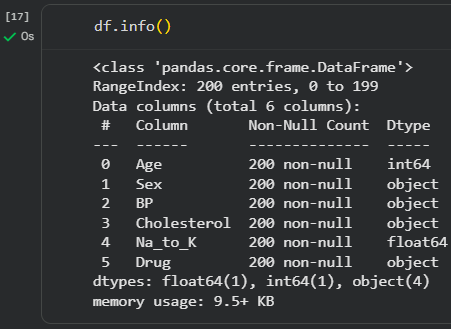 [17]
0s
df.info()
<class 'pandas.core.frame.DataFrame'>
RangeIndex: 200 entries, 0 to 199
Data columns (total 6 columns):
 #   Column       Non-Null Count  Dtype
---  ------       --------------  -----
 0   Age          200 non-null    int64
 1   Sex          200 non-null    object
 2   BP           200 non-null    object
 3   Cholesterol  200 non-null    object
 4   Na_to_K      200 non-null    float64
 5   Drug         200 non-null    object
dtypes: float64(1), int64(1), object(4)
memory usage: 9.5+ KB